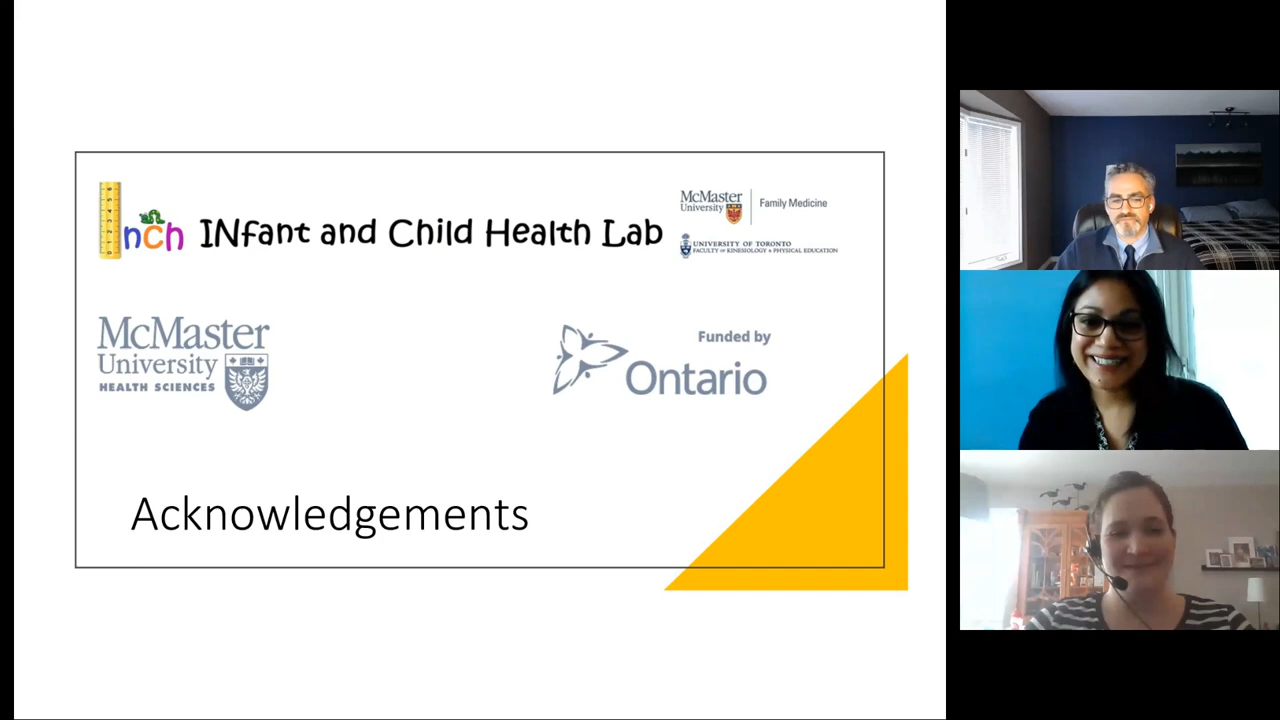 Inch INfant and Child Health Lab
McMaster
University
Family Medicine
UNIVERSITY OF TORONTO
FACULTY OF KINESIOLOGY & PHYSICAL EDUCATION
McMaster
University
HEALTH SCIENCES
Funded by
Ontario
Acknowledgements